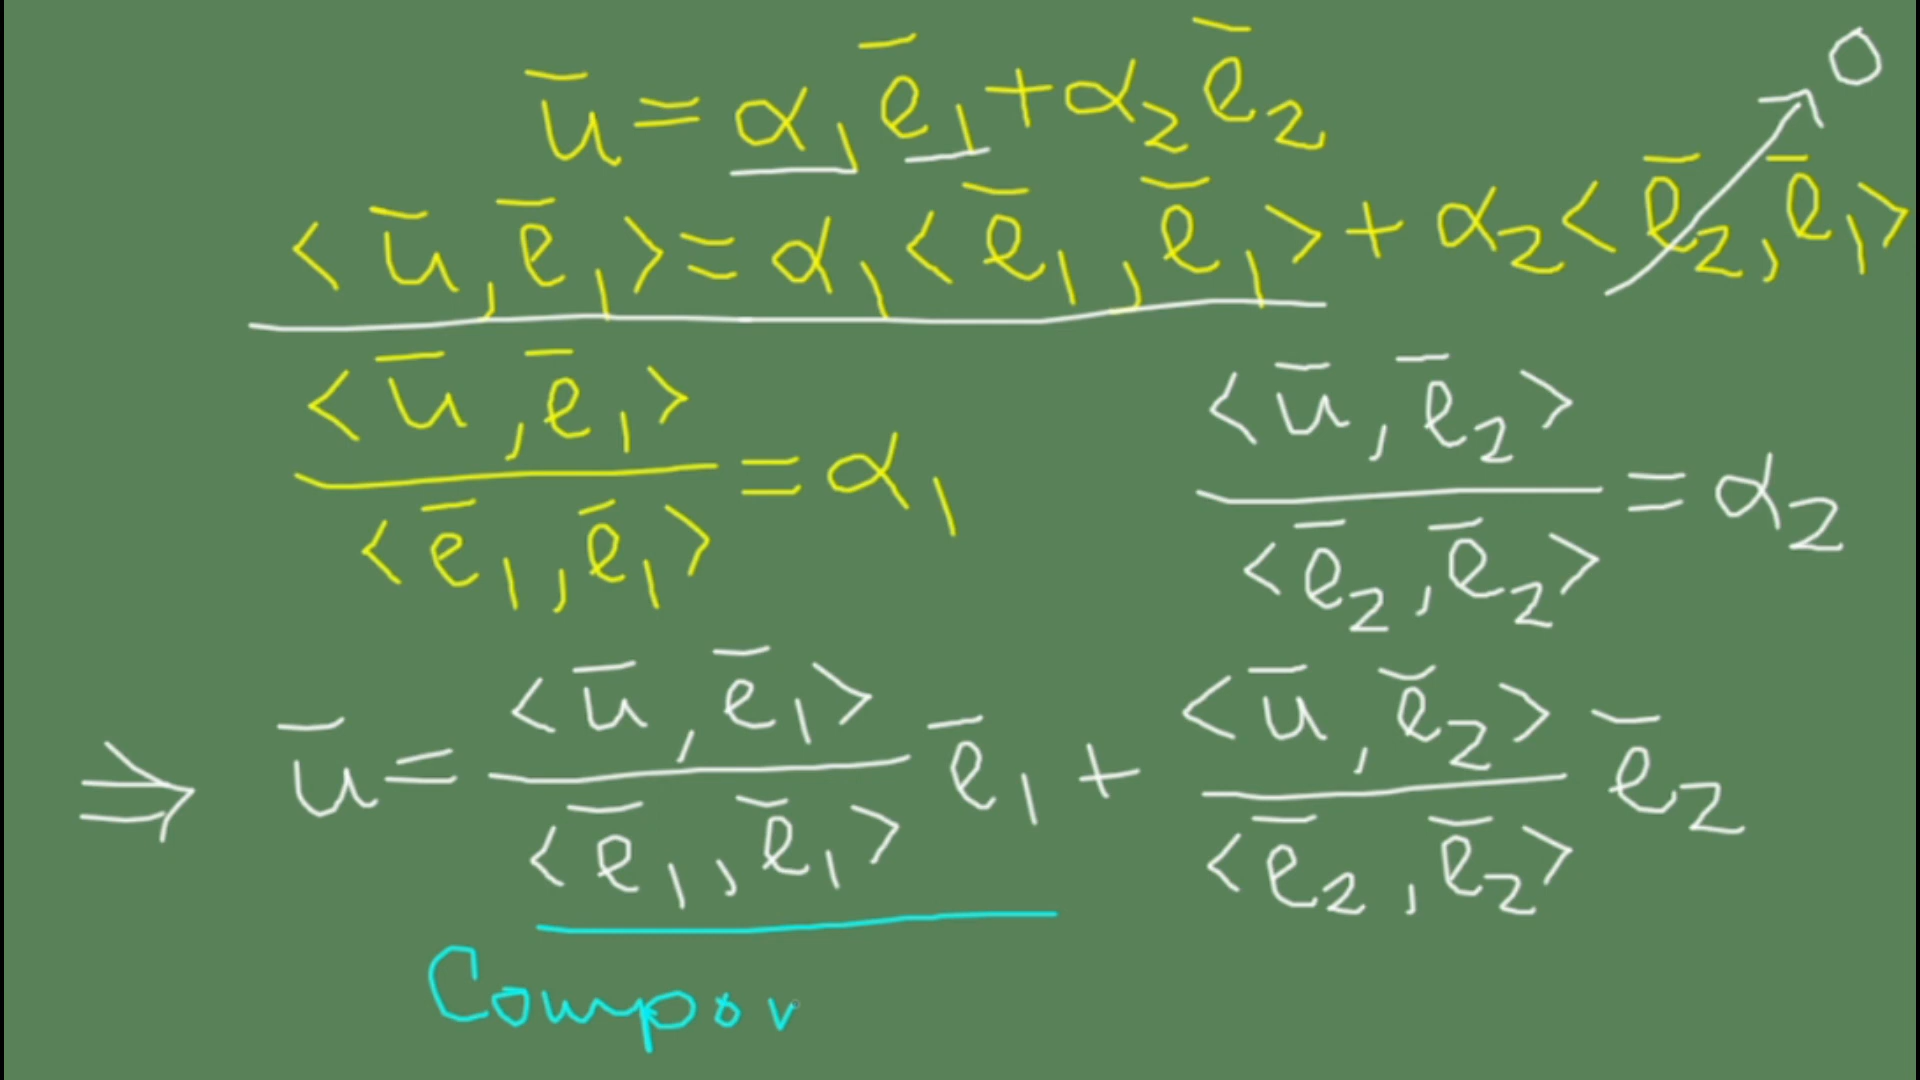 ū = α₁ē₁ + α₂ē₂
<ū, ē₁> = α₁<ē₁, ē₁> + α₂<ē₂, ē₁> 0
<ū, ē₁> / <ē₁, ē₁> = α₁
<ū, ē₂> / <ē₂, ē₂> = α₂
⇒ ū = <ū, ē₁> / <ē₁, ē₁> ē₁ + <ū, ē₂> / <ē₂, ē₂> ē₂